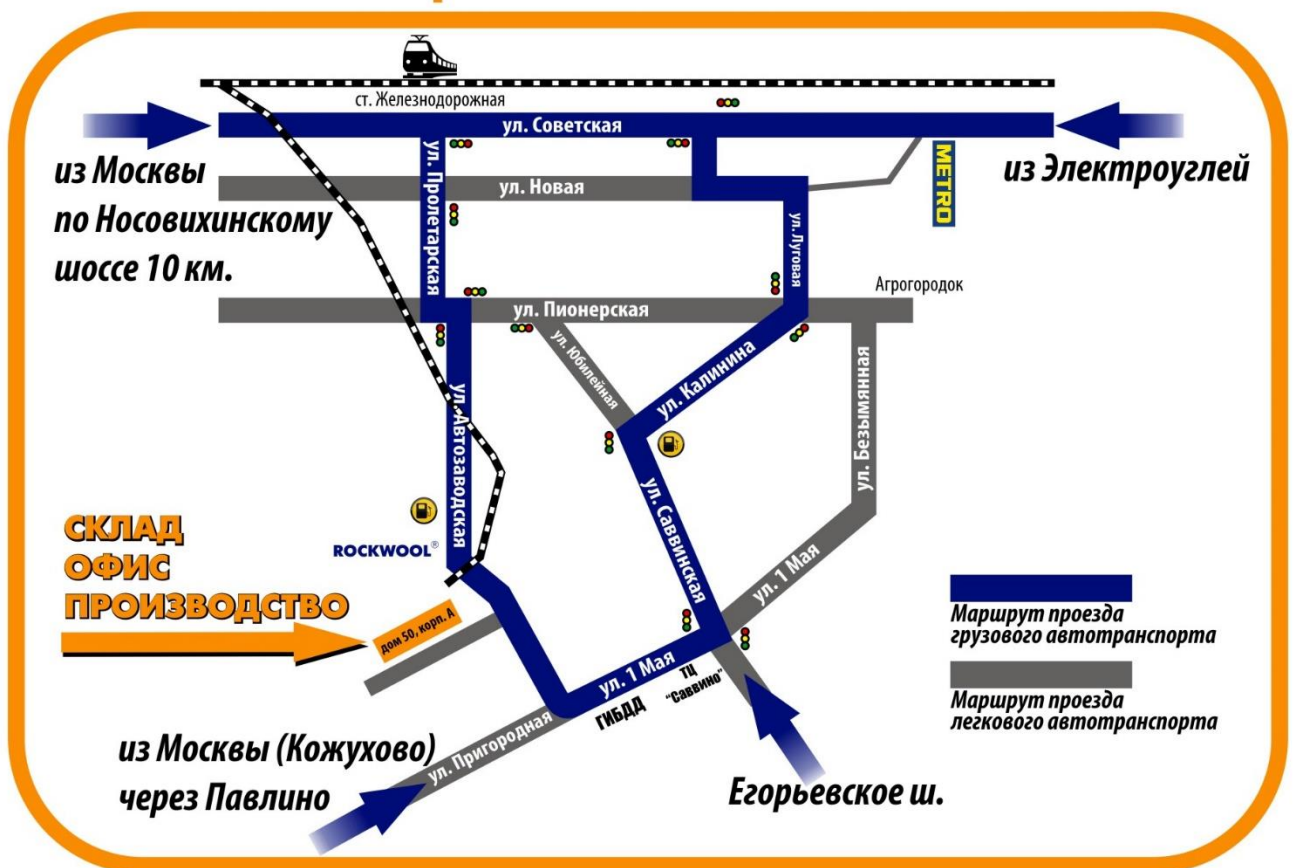 ст. Железнодорожная
ул. Советская
из Москвы
по Носовихинскому
шоссе 10 км.
из Электроуглей
METRO
ул. Пролетарская
ул. Новая
ул. Луговая
Агрогородок
ул. Пионерская
ул. Юбилейная
ул. Калинина
ул. Безымянная
ул. Автозаводская
ул. Саввинская
ROCKWOOL®
СКЛАД
ОФИС
ПРОИЗВОДСТВО
дом 50, корп. А
ул. 1 Мая
ул. 1 Мая
ГИБДД
ТЦ
"Саввино"
ул. Пригородная
Маршрут проезда
грузового автотранспорта
Маршрут проезда
легкового автотранспорта
из Москвы (Кожухово)
через Павлино
Егорьевское ш.